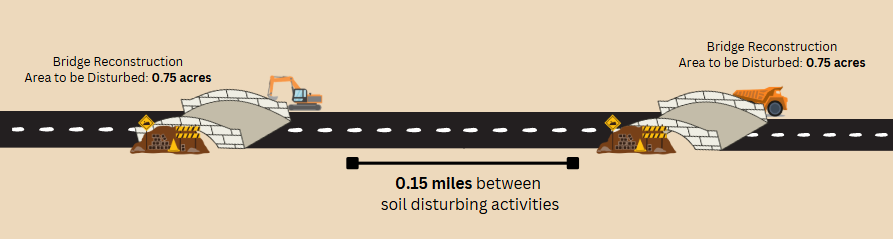 Bridge Reconstruction
Area to be Disturbed: 0.75 acres
Bridge Reconstruction
Area to be Disturbed: 0.75 acres
0.15 miles between
soil disturbing activities